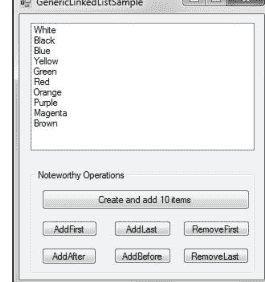 GenericLinkedListSample
White
Black
Blue
Yellow
Green
Red
Orange
Purple
Magenta
Brown
Noteworthy Operations
Create and add 10 items
AddFirst AddLast RemoveFirst
AddAfter AddBefore RemoveLast